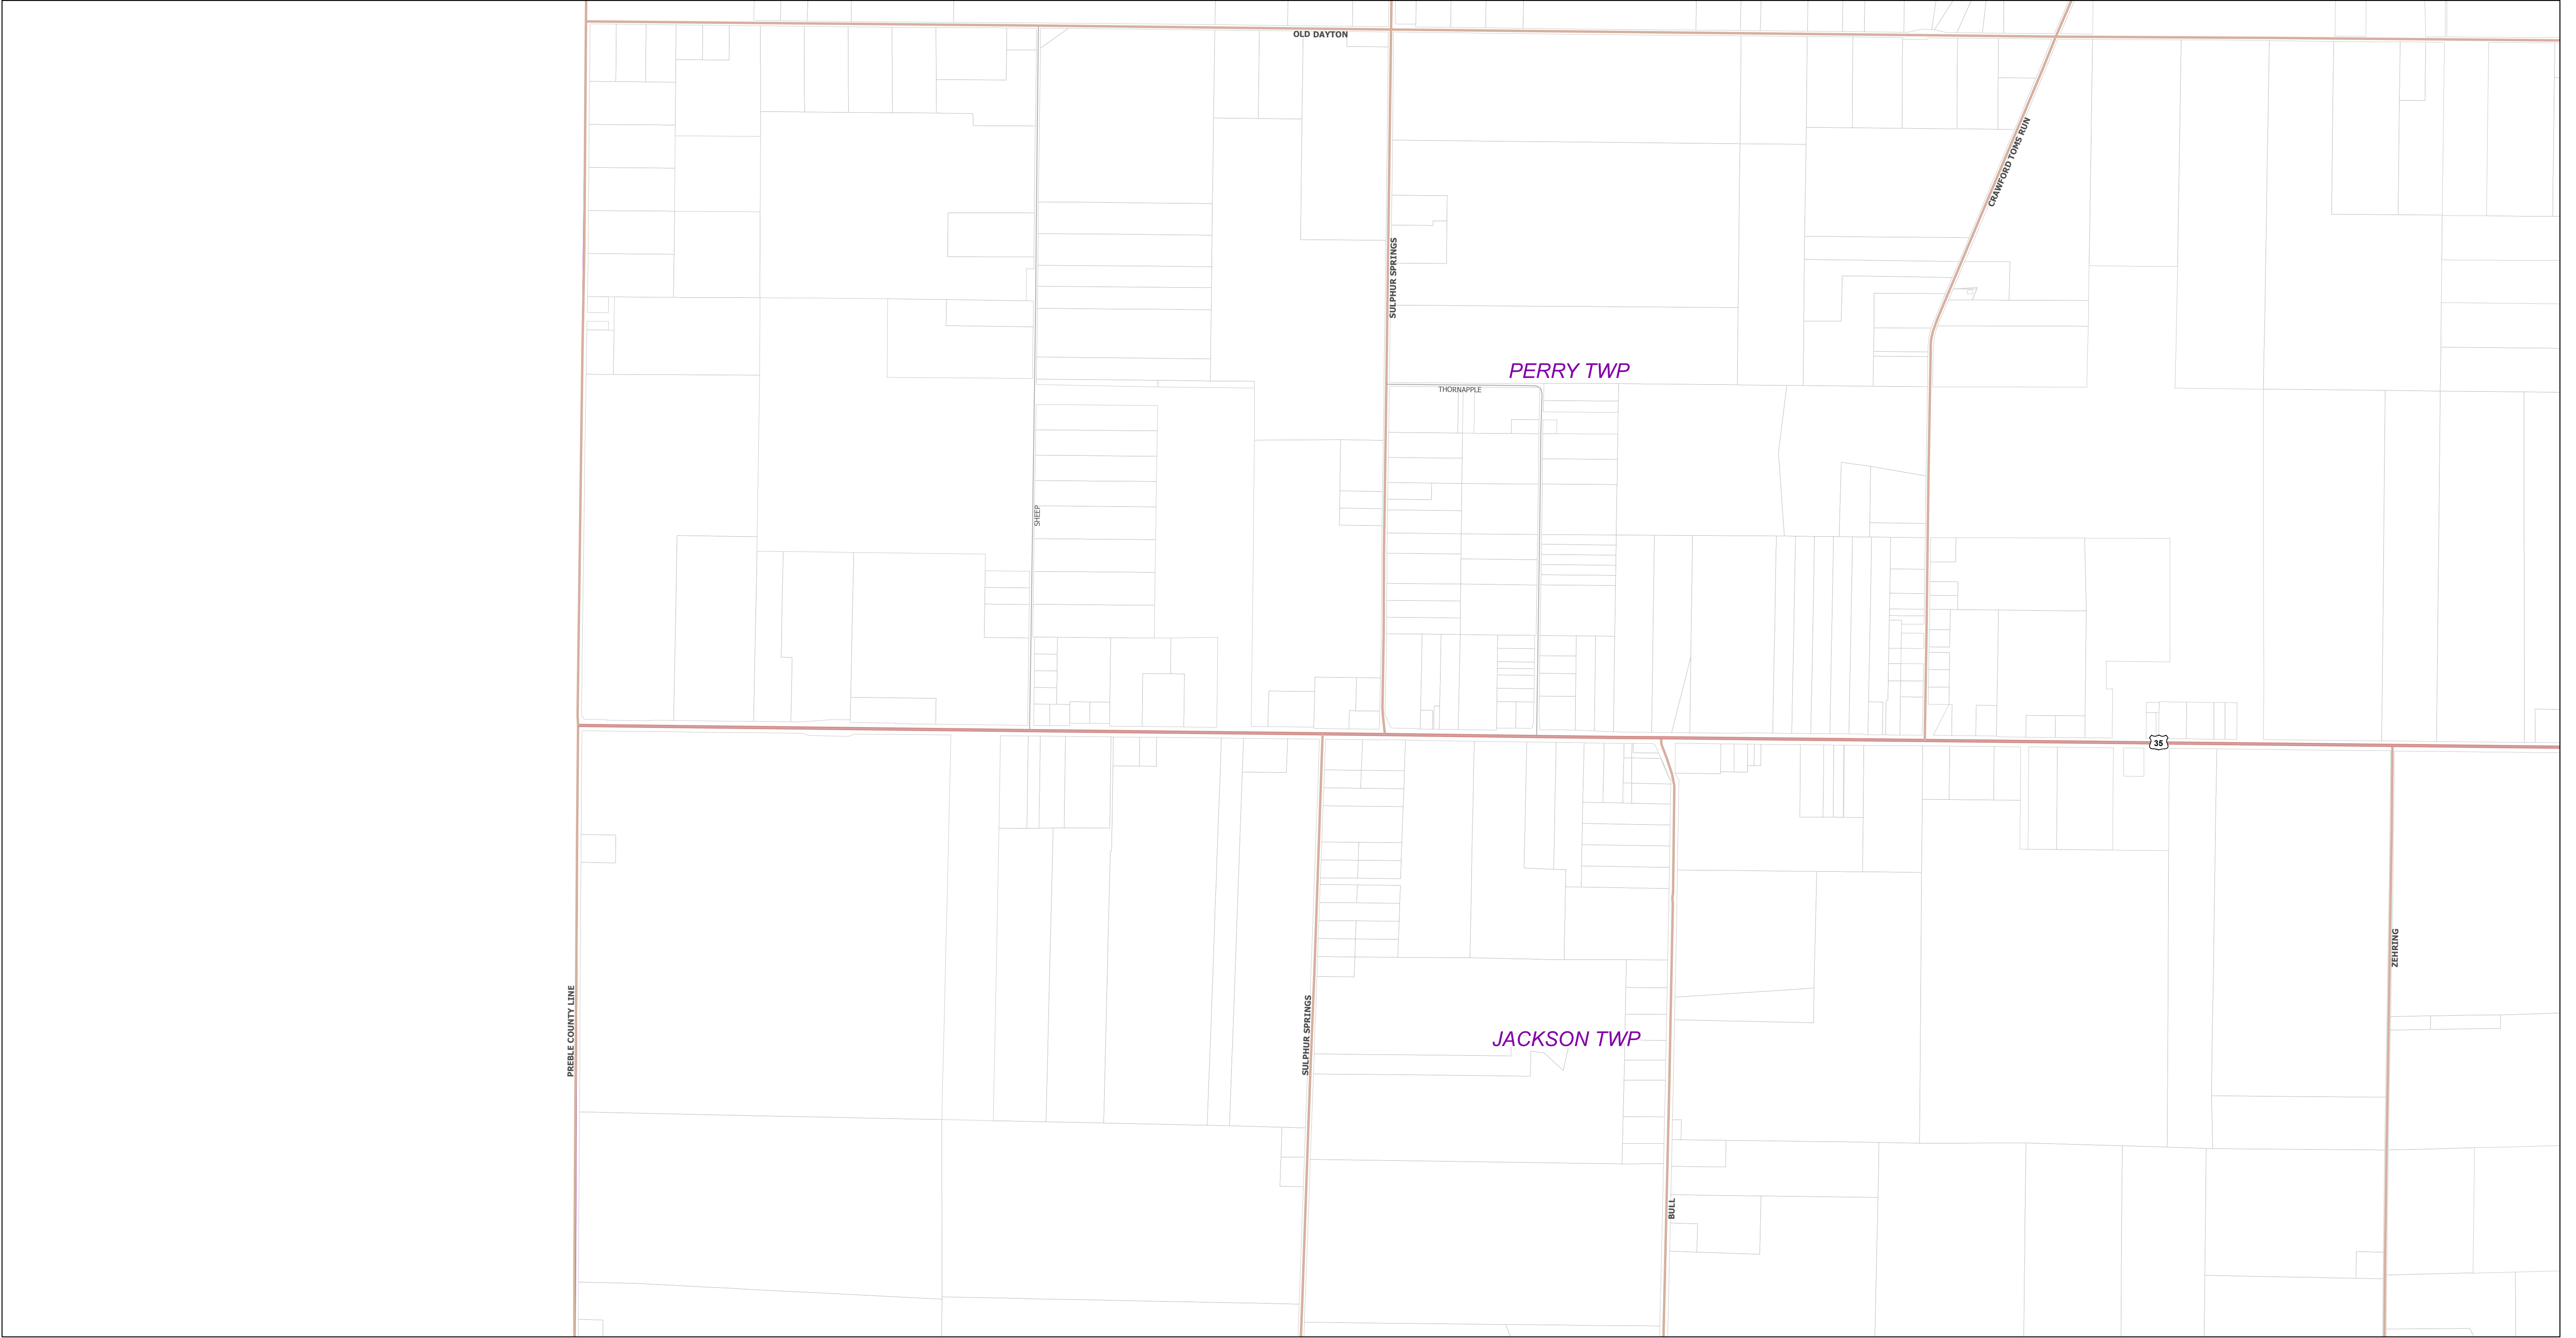 OLD DAYTON
CRAWFORD TOMS RUN
SULPHUR SPRINGS
PERRY TWP
THORNAPPLE
SHEEP
35
ZEHRING
PREBLE COUNTY LINE
SULPHUR SPRINGS
JACKSON TWP
BULL